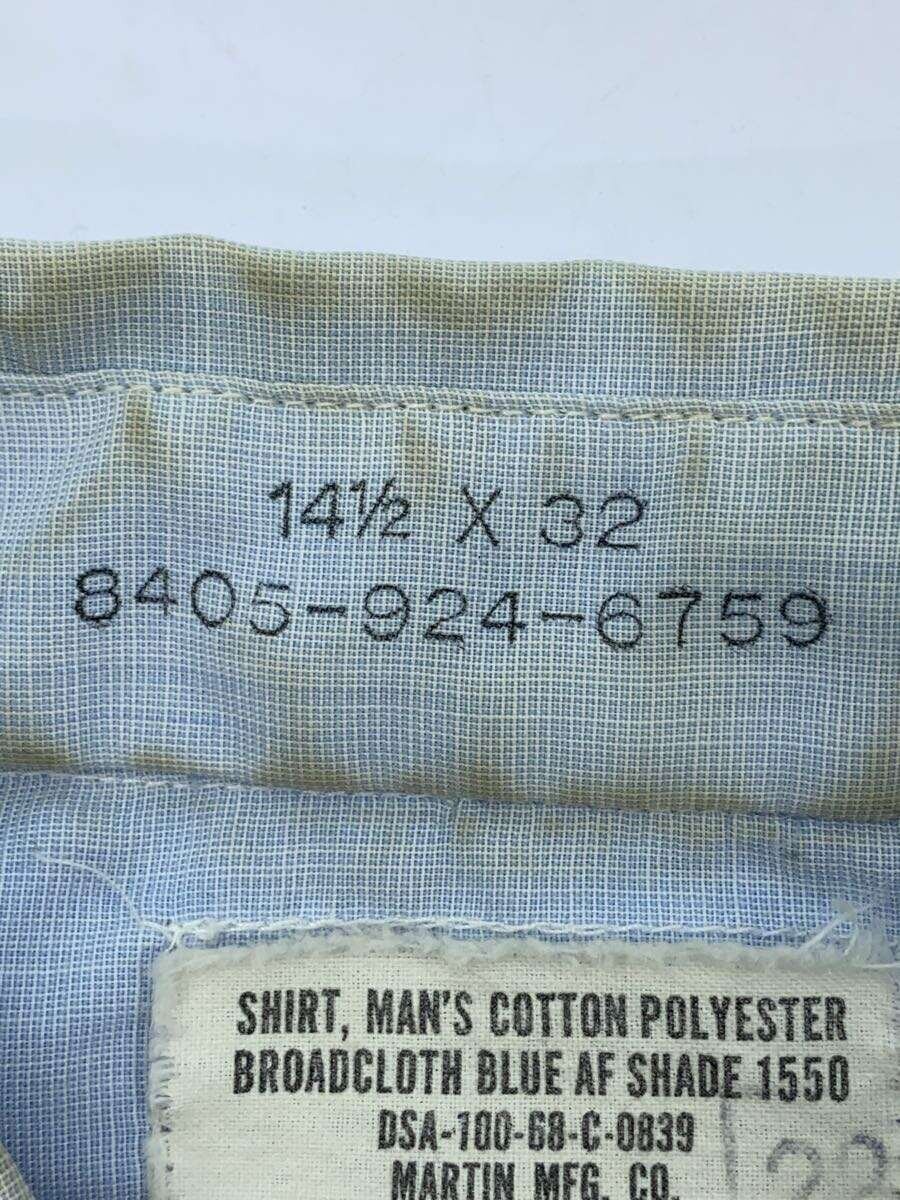 14½ X 32
8405-924-6759
SHIRT, MAN'S COTTON POLYESTER
BROADCLOTH BLUE AF SHADE 1550
DSA-100-68-C-0839
MARTIN MFG. CO.